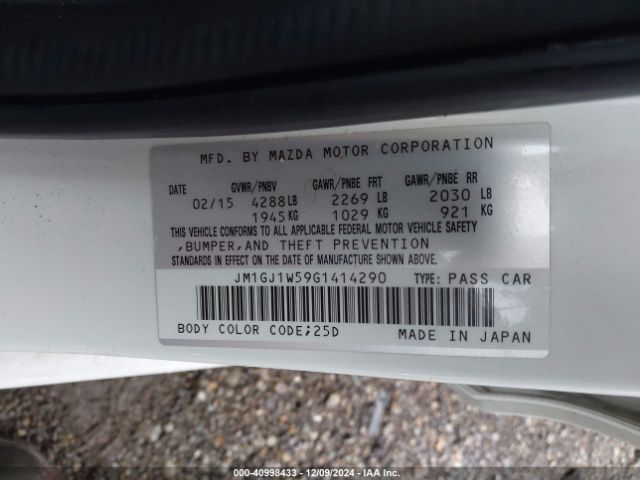 MFD. BY MAZDA MOTOR CORPORATION
DATE GVWR/PNBV GAWR/PNBE FRT GAWR/PNBE RR
02/15 4288LB 2269 LB 2030 LB
1945KG 1029 KG 921 KG
THIS VEHICLE CONFORMS TO ALL APPLICABLE FEDERAL MOTOR VEHICLE SAFETY
,BUMPER,AND THEFT PREVENTION
STANDARDS IN EFFECT ON THE DATE OF MANUFACTURE SHOWN ABOVE.
JM1GJ1W59G1414290 TYPE: PASS CAR
BODY COLOR CODE;25D MADE IN JAPAN
000-40998433 - 12/09/2024 - IAA Inc.